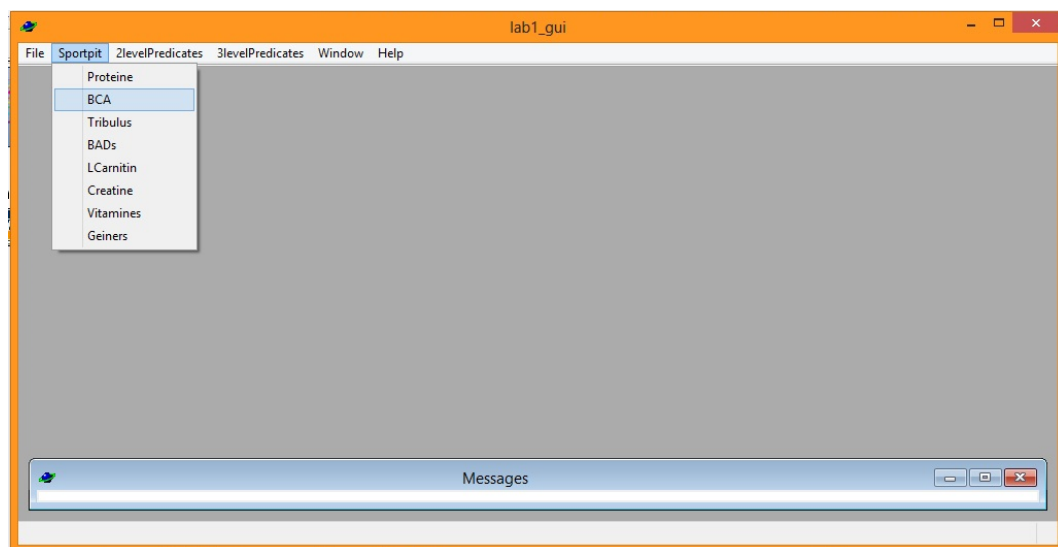 lab1_gui
File Sportpit 2levelPredicates 3levelPredicates Window Help
Proteine
BCA
Tribulus
BADs
LCarnitin
Creatine
Vitamines
Geiners
Messages